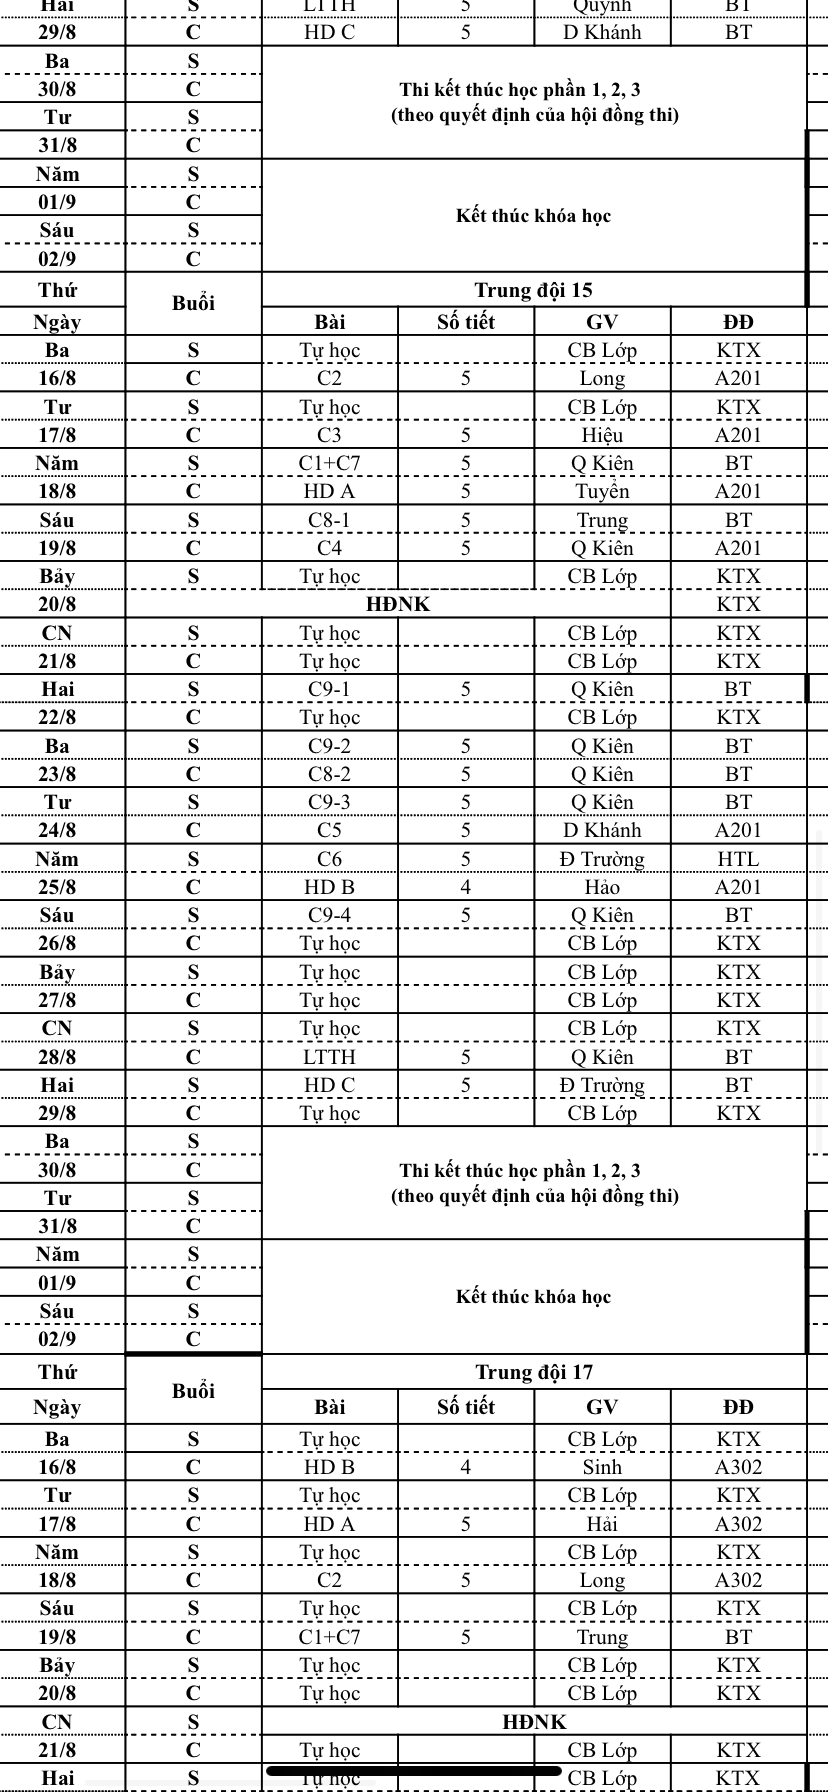 Hai S LTTH 5 Quỳnh BT
29/8 C HD C 5 D Khánh BT
Ba S
30/8 C
Thi kết thúc học phần 1, 2, 3
(theo quyết định của hội đồng thi)
Tư S
31/8 C
Năm S
01/9 C
Kết thúc khóa học
Sáu S
02/9 C
Thứ Buổi Trung đội 15
Ngày Bài Số tiết GV ĐĐ
Ba S Tự học CB Lớp KTX
16/8 C C2 5 Long A201
Tư S Tự học CB Lớp KTX
17/8 C C3 5 Hiệu A201
Năm S C1+C7 5 Q Kiên BT
18/8 C HD A 5 Tuyển A201
Sáu S C8-1 5 Trung BT
19/8 C C4 5 Q Kiên A201
Bảy S Tự học CB Lớp KTX
20/8 HĐNK KTX
CN S Tự học CB Lớp KTX
21/8 C Tự học CB Lớp KTX
Hai S C9-1 5 Q Kiên BT
22/8 C Tự học CB Lớp KTX
Ba S C9-2 5 Q Kiên BT
23/8 C C8-2 5 Q Kiên BT
Tư S C9-3 5 Q Kiên BT
24/8 C C5 5 D Khánh A201
Năm S C6 5 Đ Trường HTL
25/8 C HD B 4 Hảo A201
Sáu S C9-4 5 Q Kiên BT
26/8 C Tự học CB Lớp KTX
Bảy S Tự học CB Lớp KTX
27/8 C Tự học CB Lớp KTX
CN S Tự học CB Lớp KTX
28/8 C LTTH 5 Q Kiên BT
Hai S HD C 5 Đ Trường BT
29/8 C Tự học CB Lớp KTX
Ba S
30/8 C
Thi kết thúc học phần 1, 2, 3
(theo quyết định của hội đồng thi)
Tư S
31/8 C
Năm S
01/9 C
Kết thúc khóa học
Sáu S
02/9 C
Thứ Buổi Trung đội 17
Ngày Bài Số tiết GV ĐĐ
Ba S Tự học CB Lớp KTX
16/8 C HD B 4 Sinh A302
Tư S Tự học CB Lớp KTX
17/8 C HD A 5 Hải A302
Năm S Tự học CB Lớp KTX
18/8 C C2 5 Long A302
Sáu S Tự học CB Lớp KTX
19/8 C C1+C7 5 Trung BT
Bảy S Tự học CB Lớp KTX
20/8 C Tự học CB Lớp KTX
CN S HĐNK
21/8 C Tự học CB Lớp KTX
Hai S Tự học CB Lớp KTX